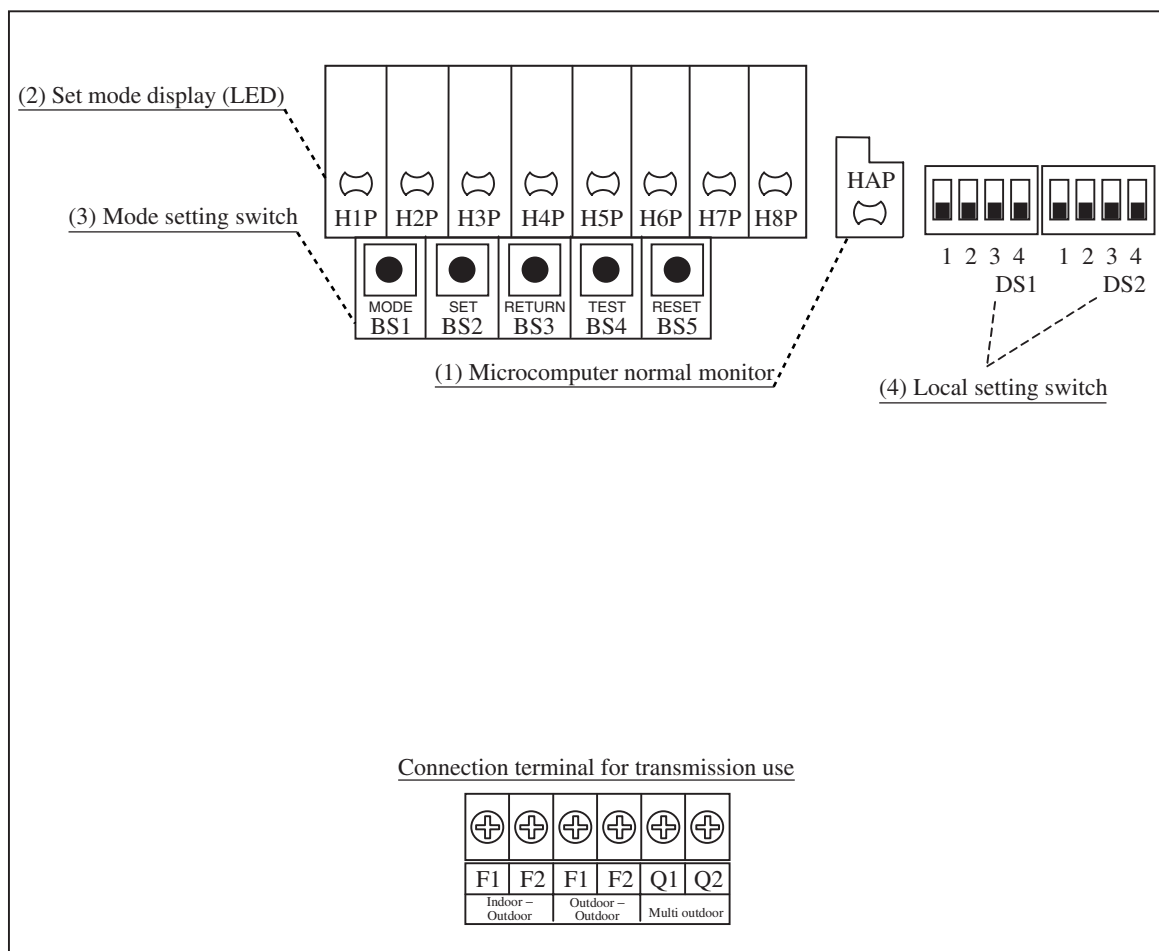 (2) Set mode display (LED)
H1P H2P H3P H4P H5P H6P H7P H8P
HAP
(3) Mode setting switch
MODE SET RETURN TEST RESET
BS1 BS2 BS3 BS4 BS5
1 2 3 4 1 2 3 4
DS1 DS2
(1) Microcomputer normal monitor
(4) Local setting switch
Connection terminal for transmission use
F1 F2 F1 F2 Q1 Q2
Indoor –
Outdoor
Outdoor –
Outdoor
Multi outdoor